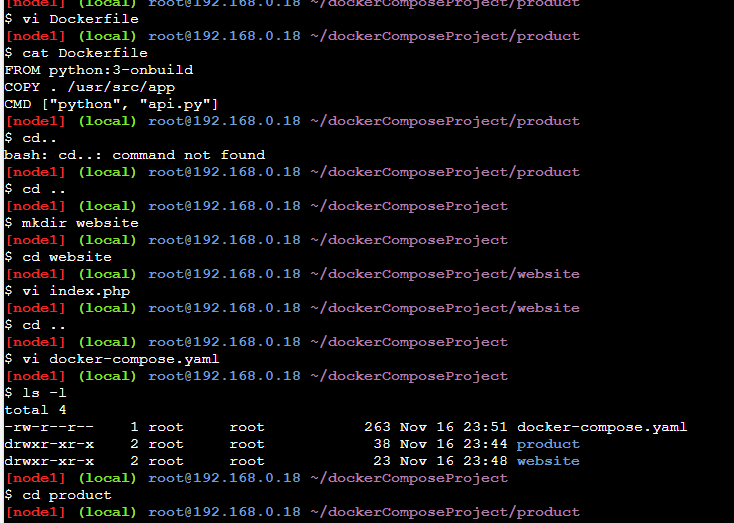 [node1] (local) root@192.168.0.18 ~/dockerComposeProject/product
$ vi Dockerfile
[node1] (local) root@192.168.0.18 ~/dockerComposeProject/product
$ cat Dockerfile
FROM python:3-onbuild
COPY . /usr/src/app
CMD ["python", "api.py"]
[node1] (local) root@192.168.0.18 ~/dockerComposeProject/product
$ cd..
bash: cd..: command not found
[node1] (local) root@192.168.0.18 ~/dockerComposeProject/product
$ cd ..
[node1] (local) root@192.168.0.18 ~/dockerComposeProject
$ mkdir website
[node1] (local) root@192.168.0.18 ~/dockerComposeProject
$ cd website
[node1] (local) root@192.168.0.18 ~/dockerComposeProject/website
$ vi index.php
[node1] (local) root@192.168.0.18 ~/dockerComposeProject/website
$ cd ..
[node1] (local) root@192.168.0.18 ~/dockerComposeProject
$ vi docker-compose.yaml
[node1] (local) root@192.168.0.18 ~/dockerComposeProject
$ ls -l
total 4
-rw-r--r-- 1 root root 263 Nov 16 23:51 docker-compose.yaml
drwxr-xr-x 2 root root 38 Nov 16 23:44 product
drwxr-xr-x 2 root root 23 Nov 16 23:48 website
[node1] (local) root@192.168.0.18 ~/dockerComposeProject
$ cd product
[node1] (local) root@192.168.0.18 ~/dockerComposeProject/product